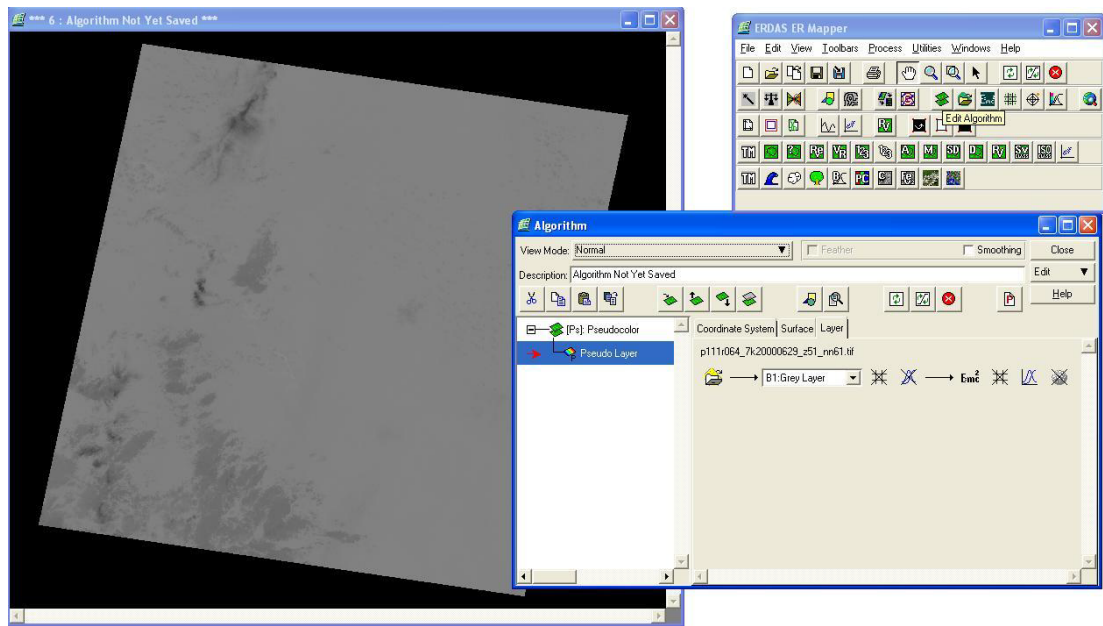 *** 6 : Algorithm Not Yet Saved ***
ERDAS ER Mapper
File Edit View Toolbars Process Utilities Windows Help
Edit Algorithm
Algorithm
View Mode: Normal Feather Smoothing Close
Description: Algorithm Not Yet Saved Edit
Help
[Ps]: Pseudocolor
Pseudo Layer
Coordinate System Surface Layer
p111r064_7k20000629_z51_nn61.tif
B1:Grey Layer Emc²